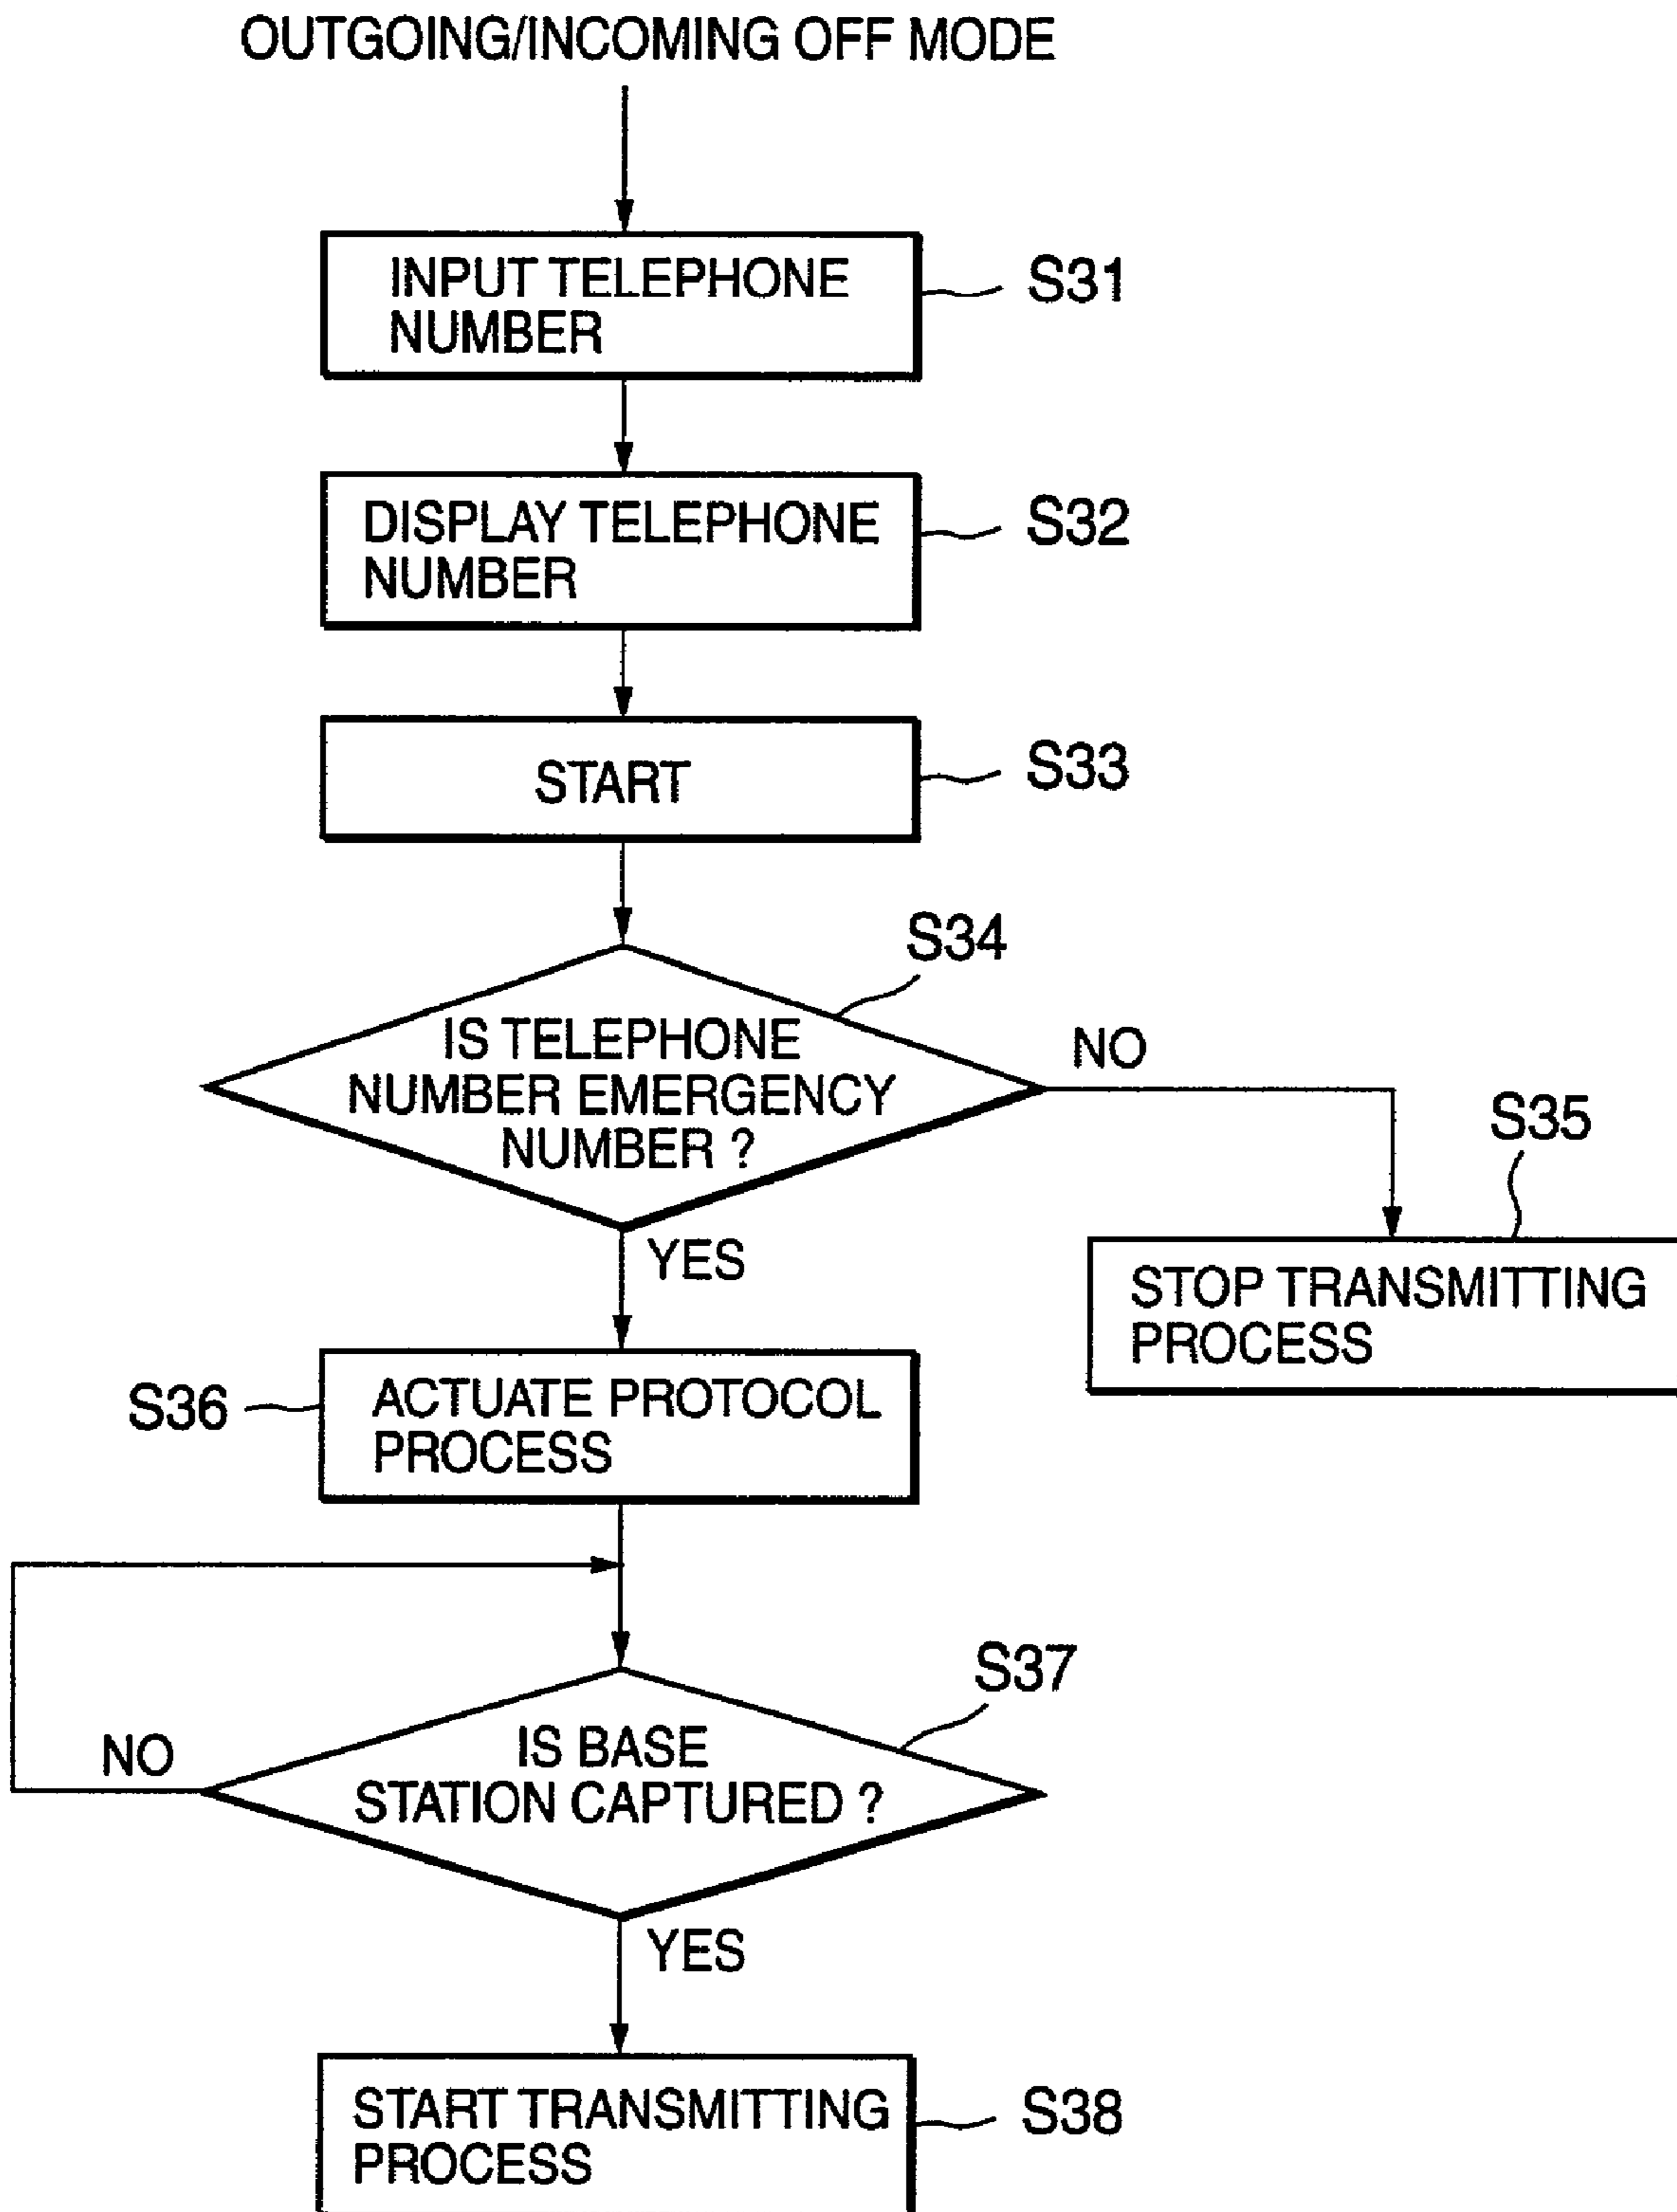 OUTGOING/INCOMING OFF MODE
INPUT TELEPHONE
NUMBER
S31
DISPLAY TELEPHONE
NUMBER
S32
START
S33
S34
IS TELEPHONE
NUMBER EMERGENCY
NUMBER ?
NO
YES
S35
STOP TRANSMITTING
PROCESS
S36
ACTUATE PROTOCOL
PROCESS
S37
IS BASE
STATION CAPTURED ?
NO
YES
START TRANSMITTING
PROCESS
S38